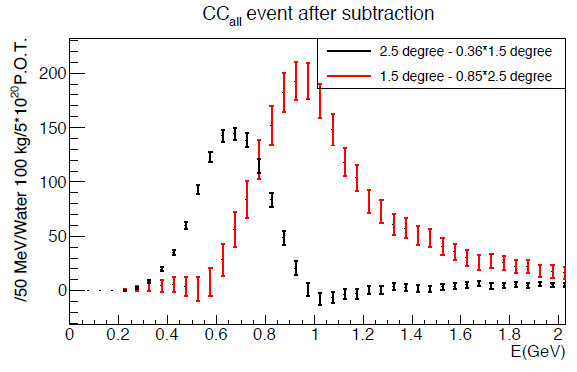 CCall event after subtraction
2.5 degree - 0.36*1.5 degree
1.5 degree - 0.85*2.5 degree
/50 MeV/Water 100 kg/5*10^20 P.O.T.
200
150
100
50
0
0 0.2 0.4 0.6 0.8 1 1.2 1.4 1.6 1.8 2
E(GeV)